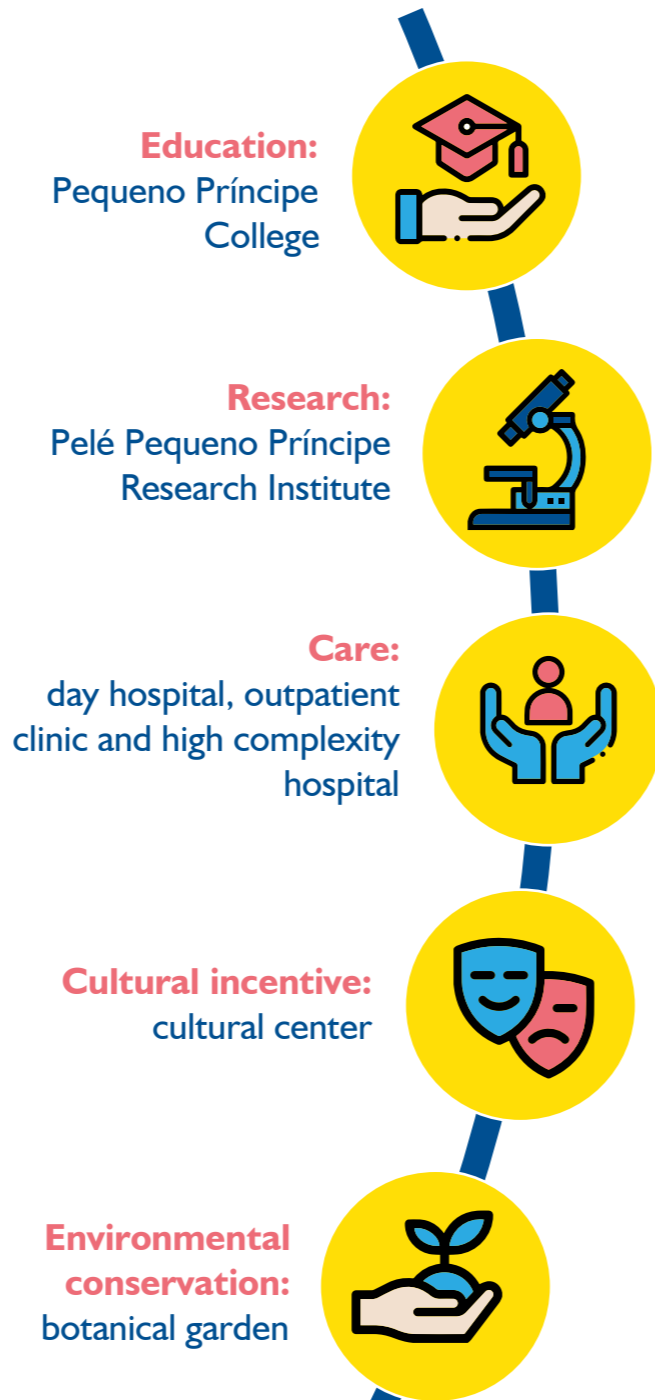 Education:
Pequeno Príncipe
College
Research:
Pelé Pequeno Príncipe
Research Institute
Care:
day hospital, outpatient
clinic and high complexity
hospital
Cultural incentive:
cultural center
Environmental
conservation:
botanical garden